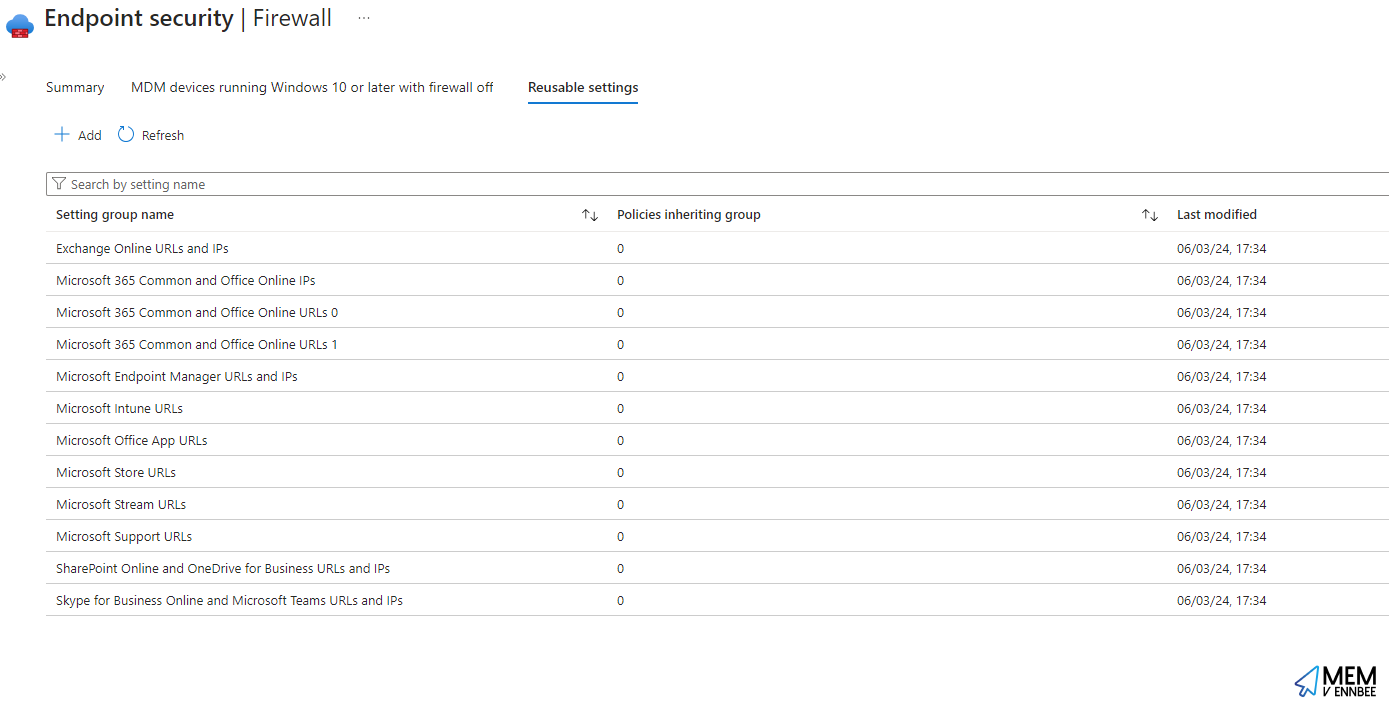 Endpoint security | Firewall ...
»
Summary MDM devices running Windows 10 or later with firewall off Reusable settings
Add Refresh
Search by setting name
Setting group name Policies inheriting group Last modified
Exchange Online URLs and IPs 0 06/03/24, 17:34
Microsoft 365 Common and Office Online IPs 0 06/03/24, 17:34
Microsoft 365 Common and Office Online URLs 0 0 06/03/24, 17:34
Microsoft 365 Common and Office Online URLs 1 0 06/03/24, 17:34
Microsoft Endpoint Manager URLs and IPs 0 06/03/24, 17:34
Microsoft Intune URLs 0 06/03/24, 17:34
Microsoft Office App URLs 0 06/03/24, 17:34
Microsoft Store URLs 0 06/03/24, 17:34
Microsoft Stream URLs 0 06/03/24, 17:34
Microsoft Support URLs 0 06/03/24, 17:34
SharePoint Online and OneDrive for Business URLs and IPs 0 06/03/24, 17:34
Skype for Business Online and Microsoft Teams URLs and IPs 0 06/03/24, 17:34
MEM
V ENNBEE